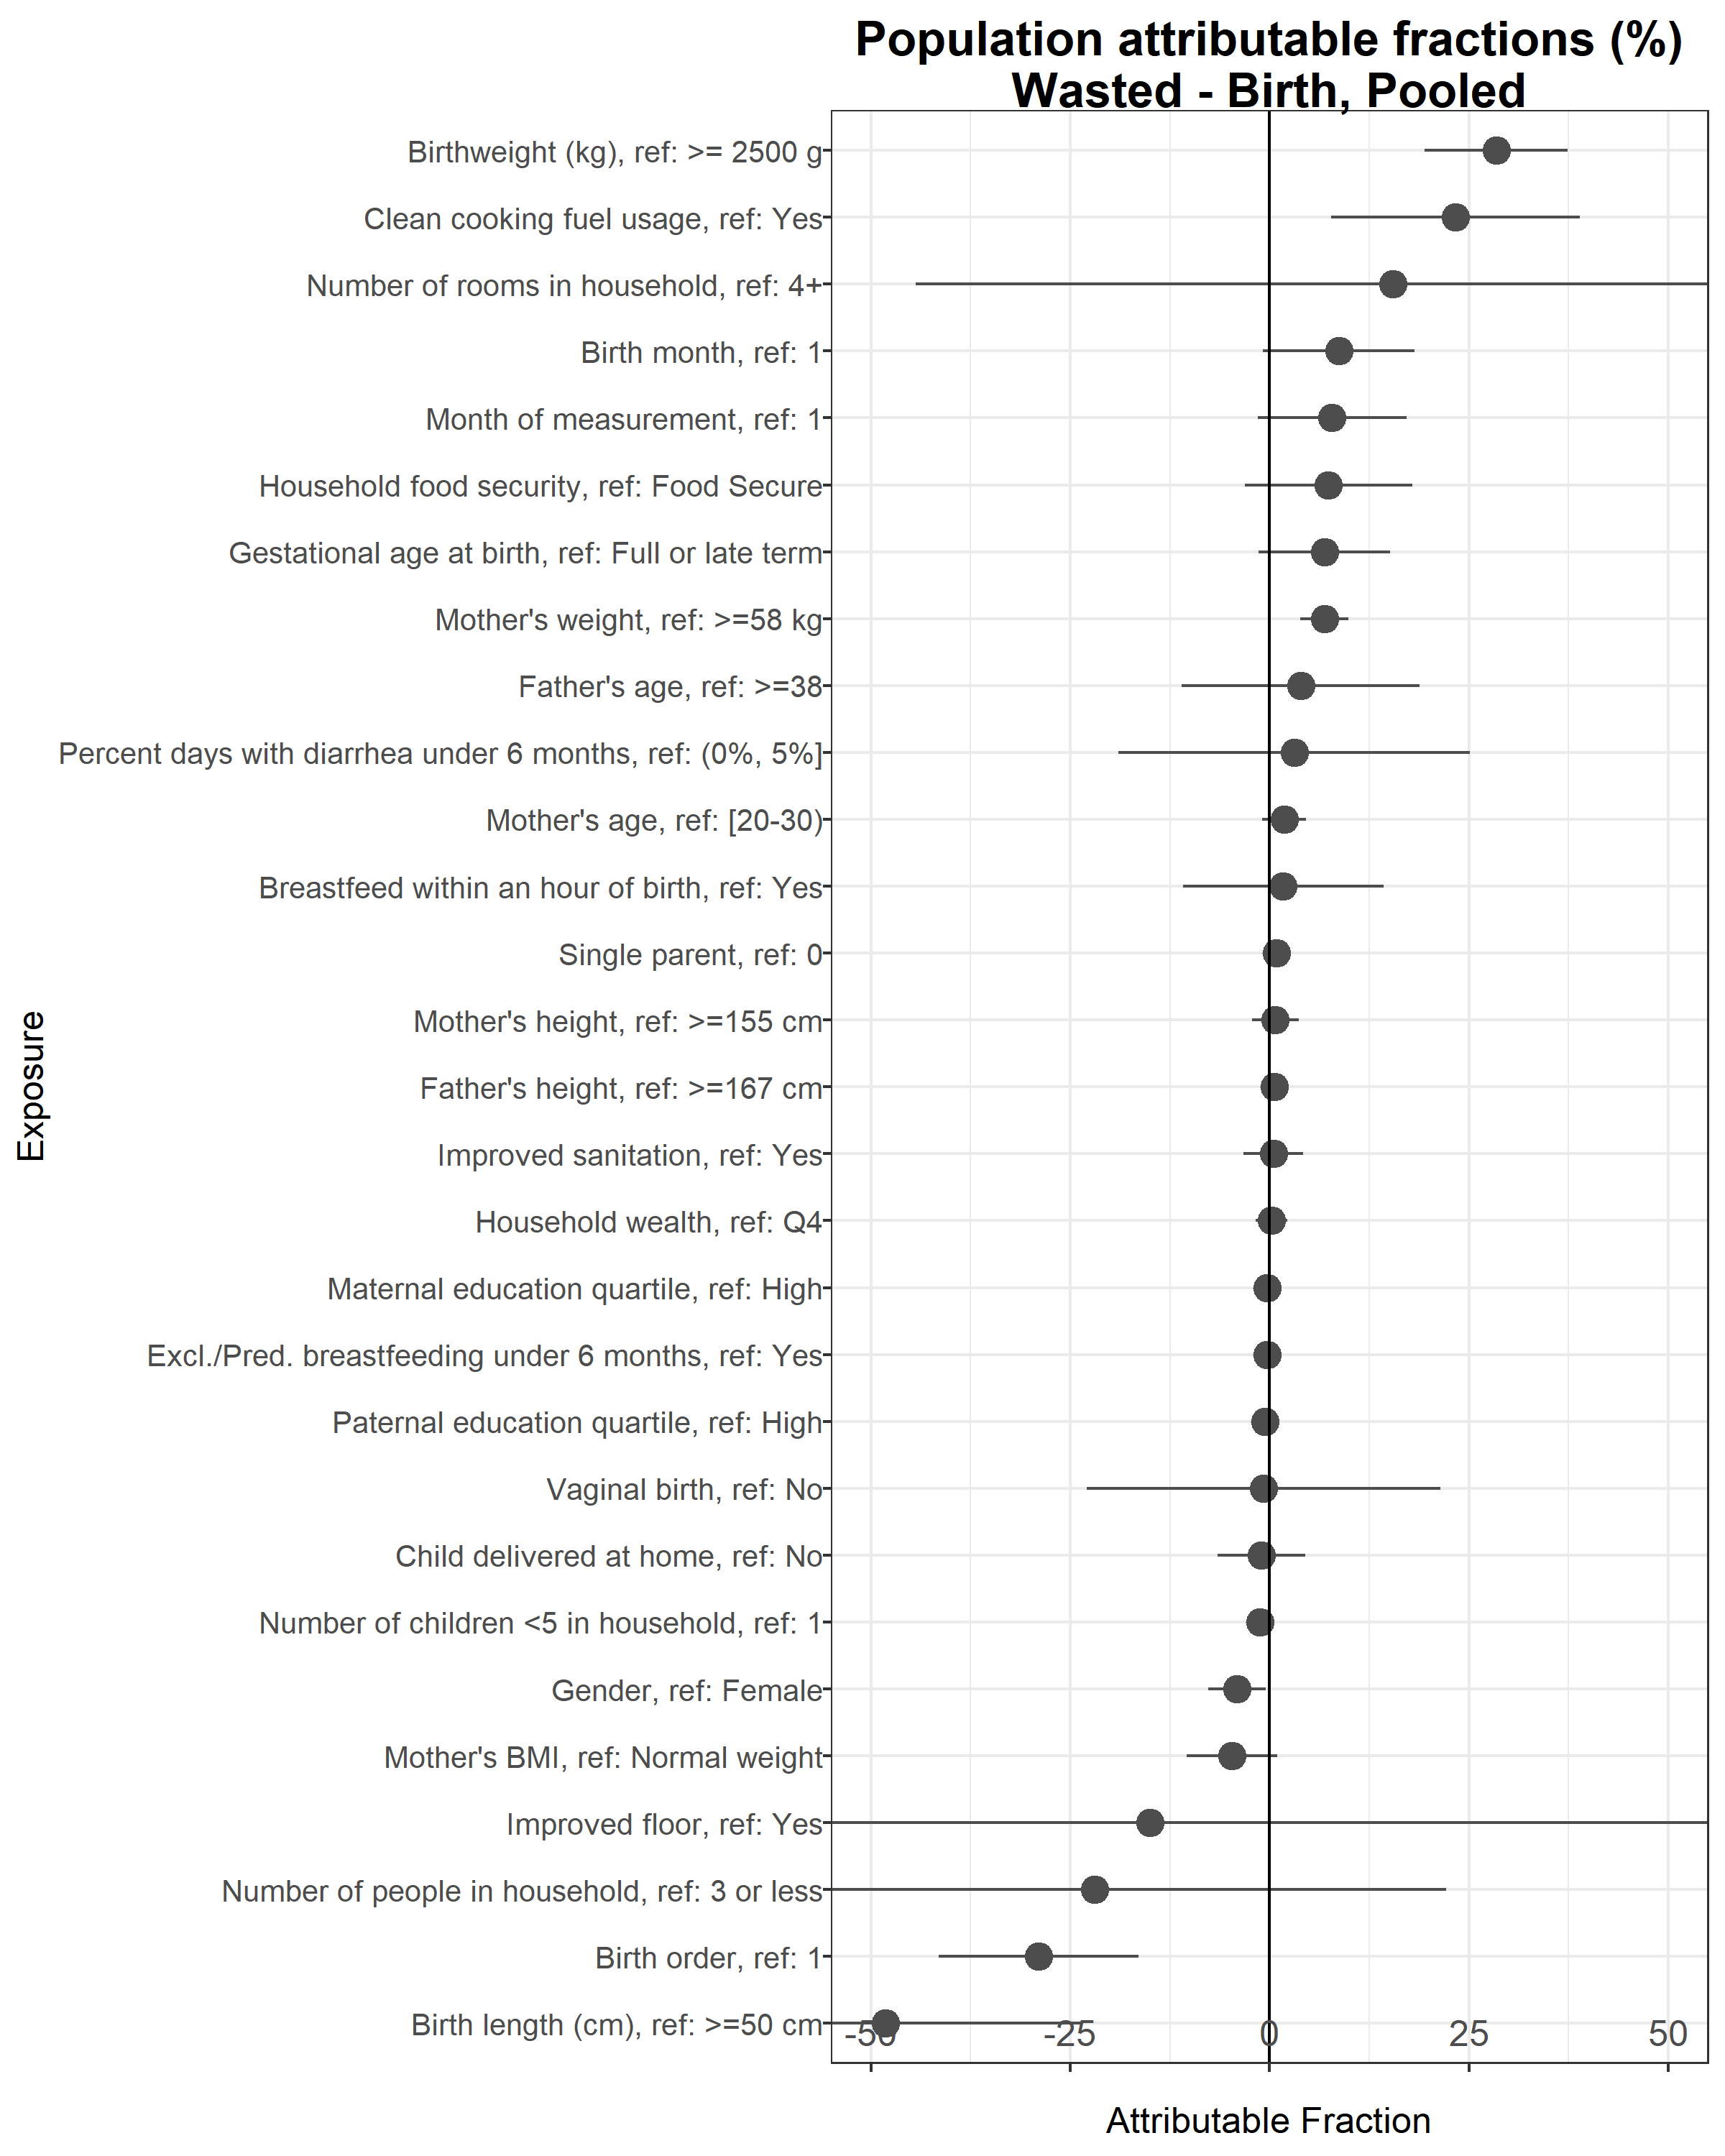 Population attributable fractions (%)
Wasted - Birth, Pooled
Birthweight (kg), ref: >= 2500 g
Clean cooking fuel usage, ref: Yes
Number of rooms in household, ref: 4+
Birth month, ref: 1
Month of measurement, ref: 1
Household food security, ref: Food Secure
Gestational age at birth, ref: Full or late term
Mother's weight, ref: >=58 kg
Father's age, ref: >=38
Percent days with diarrhea under 6 months, ref: (0%, 5%]
Mother's age, ref: [20-30)
Breastfeed within an hour of birth, ref: Yes
Single parent, ref: 0
Mother's height, ref: >=155 cm
Father's height, ref: >=167 cm
Improved sanitation, ref: Yes
Household wealth, ref: Q4
Maternal education quartile, ref: High
Excl./Pred. breastfeeding under 6 months, ref: Yes
Paternal education quartile, ref: High
Vaginal birth, ref: No
Child delivered at home, ref: No
Number of children <5 in household, ref: 1
Gender, ref: Female
Mother's BMI, ref: Normal weight
Improved floor, ref: Yes
Number of people in household, ref: 3 or less
Birth order, ref: 1
Birth length (cm), ref: >=50 cm
Exposure
-50 -25 0 25 50
Attributable Fraction